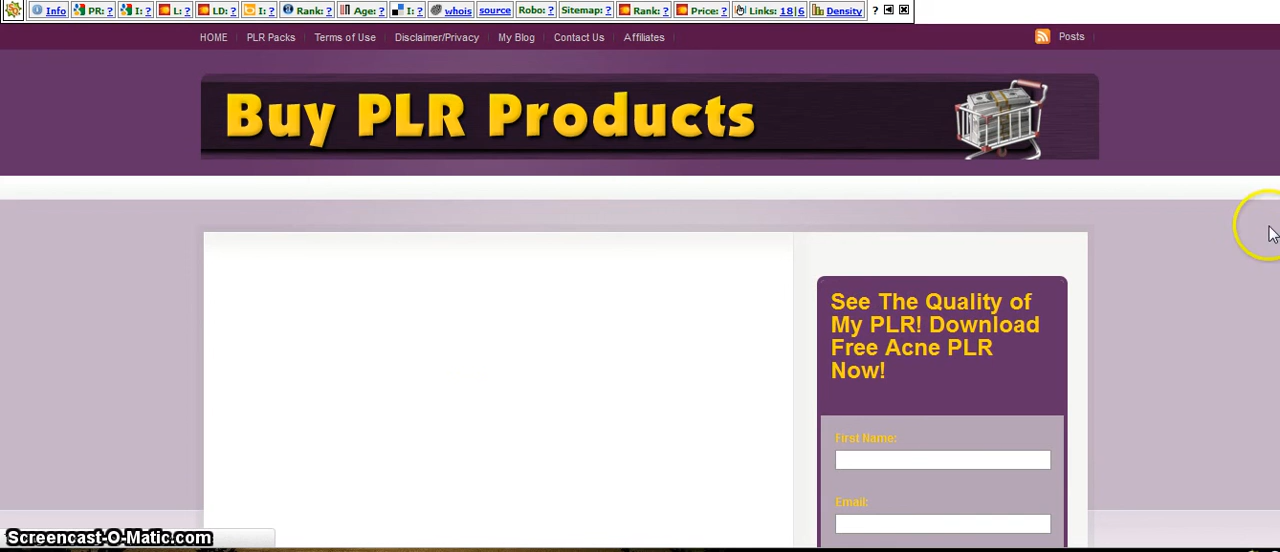 Info PR: ? I: ? L: ? LD: ? I: ? Rank: ? Age: ? I: ? whois source Robo: ? Sitemap: ? Rank: ? Price: ? Links: 18|6 Density ?
HOME PLR Packs Terms of Use Disclaimer/Privacy My Blog Contact Us Affiliates Posts
Buy PLR Products
See The Quality of
My PLR! Download
Free Acne PLR
Now!
First Name:
Email:
Screencast-O-Matic.com